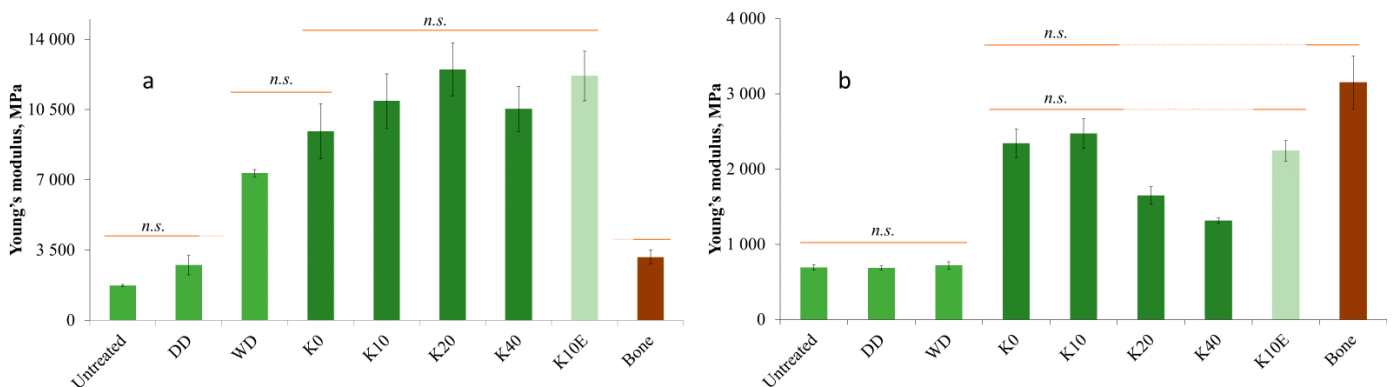 n.s.
14 000
a
n.s.
10 500
7 000
n.s.
3 500
0
Young's modulus, MPa
Untreated
DD
WD
K0
K10
K20
K40
K10E
Bone
4 000
n.s.
b
3 000
n.s.
2 000
n.s.
1 000
0
Young's modulus, MPa
Untreated
DD
WD
K0
K10
K20
K40
K10E
Bone